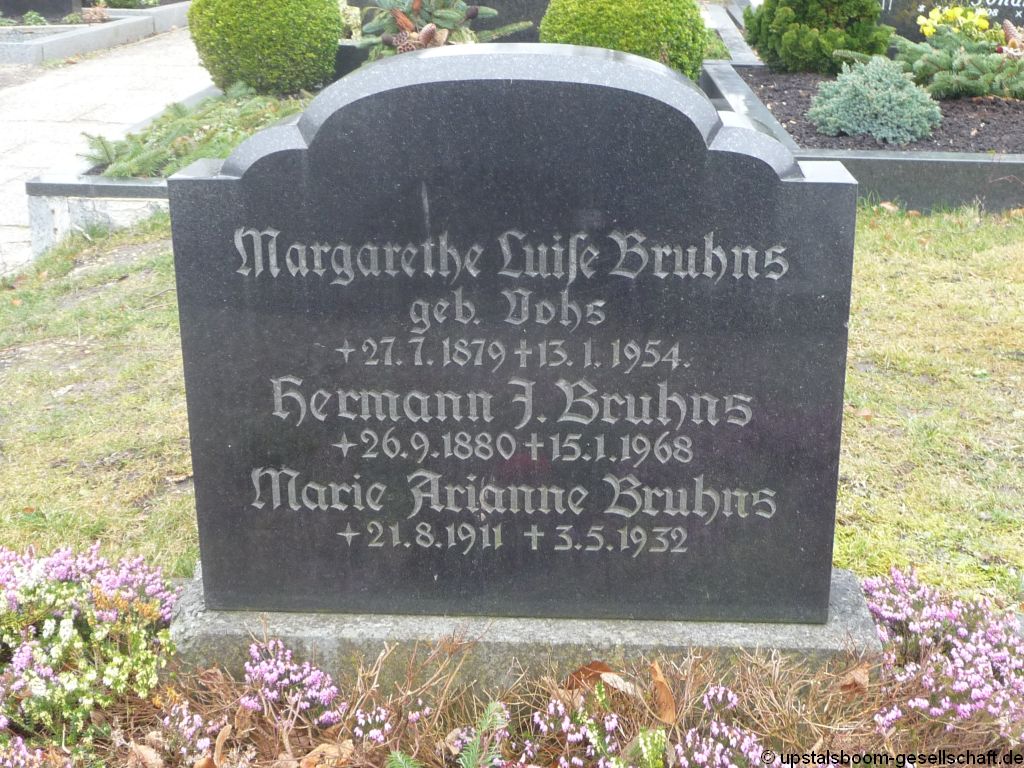 Margarethe Luiſe Bruhns
geb. Vohs
+27.7.1879 †13.1.1954.
Hermann J. Bruhns
+26.9.1880 †15.1.1968
Marie Arianne Bruhns
+21.8.1911 †3.5.1932
© upstalsboom-gesellschaft.de